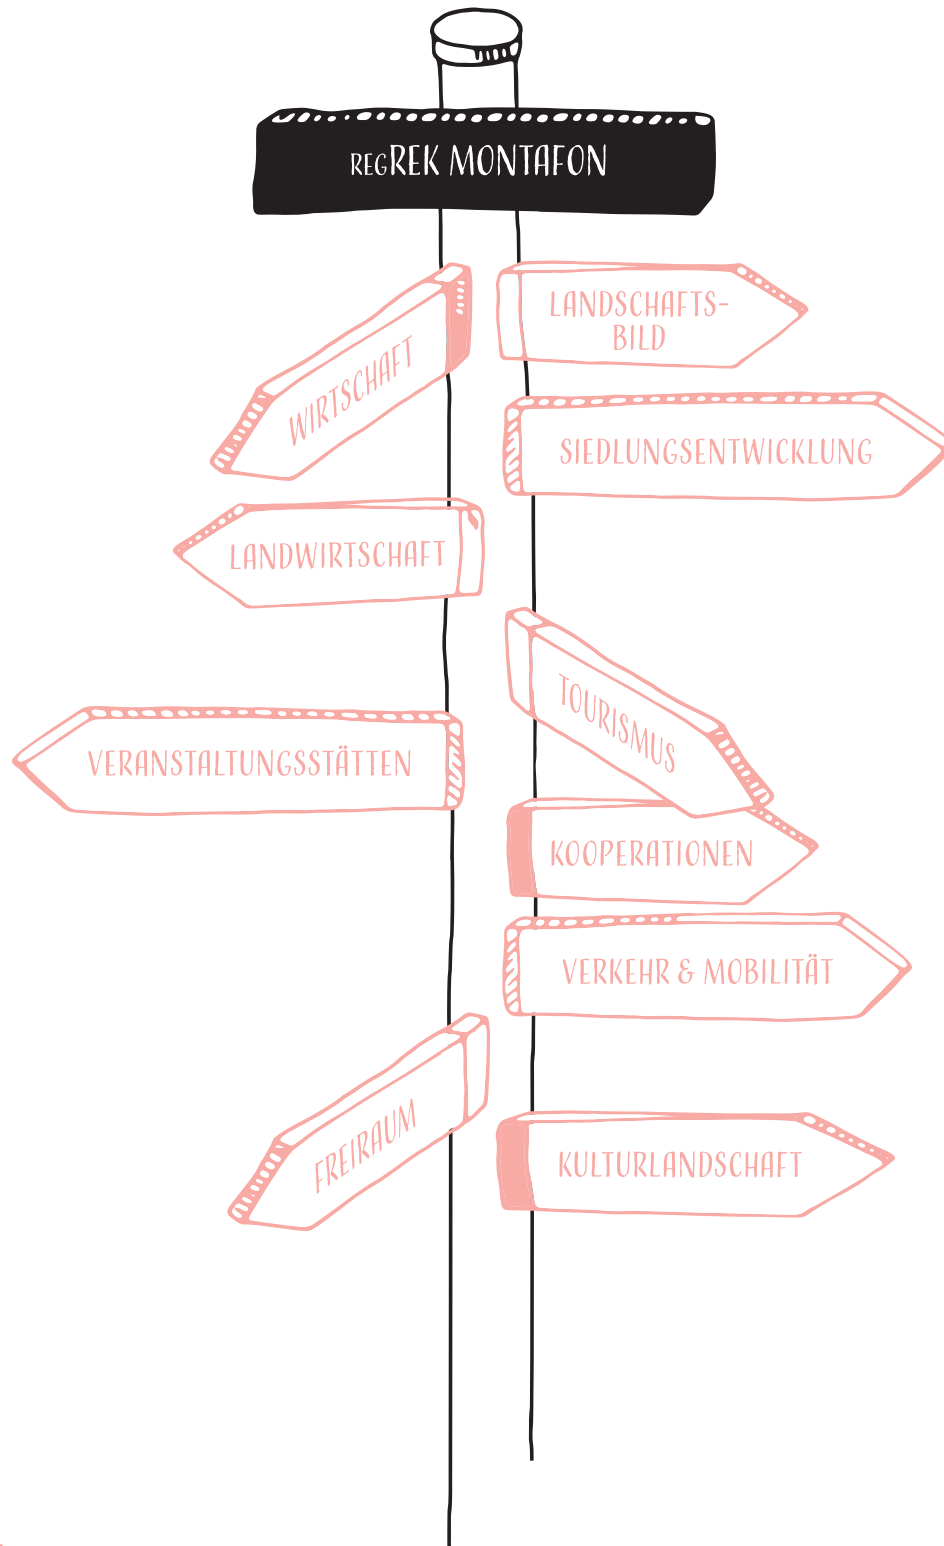 REGREK MONTAFON
LANDSCHAFTS-
BILD
WIRTSCHAFT
SIEDLUNGSENTWICKLUNG
LANDWIRTSCHAFT
TOURISMUS
VERANSTALTUNGSSTÄTTEN
KOOPERATIONEN
VERKEHR & MOBILITÄT
FREIRAUM
KULTURLANDSCHAFT